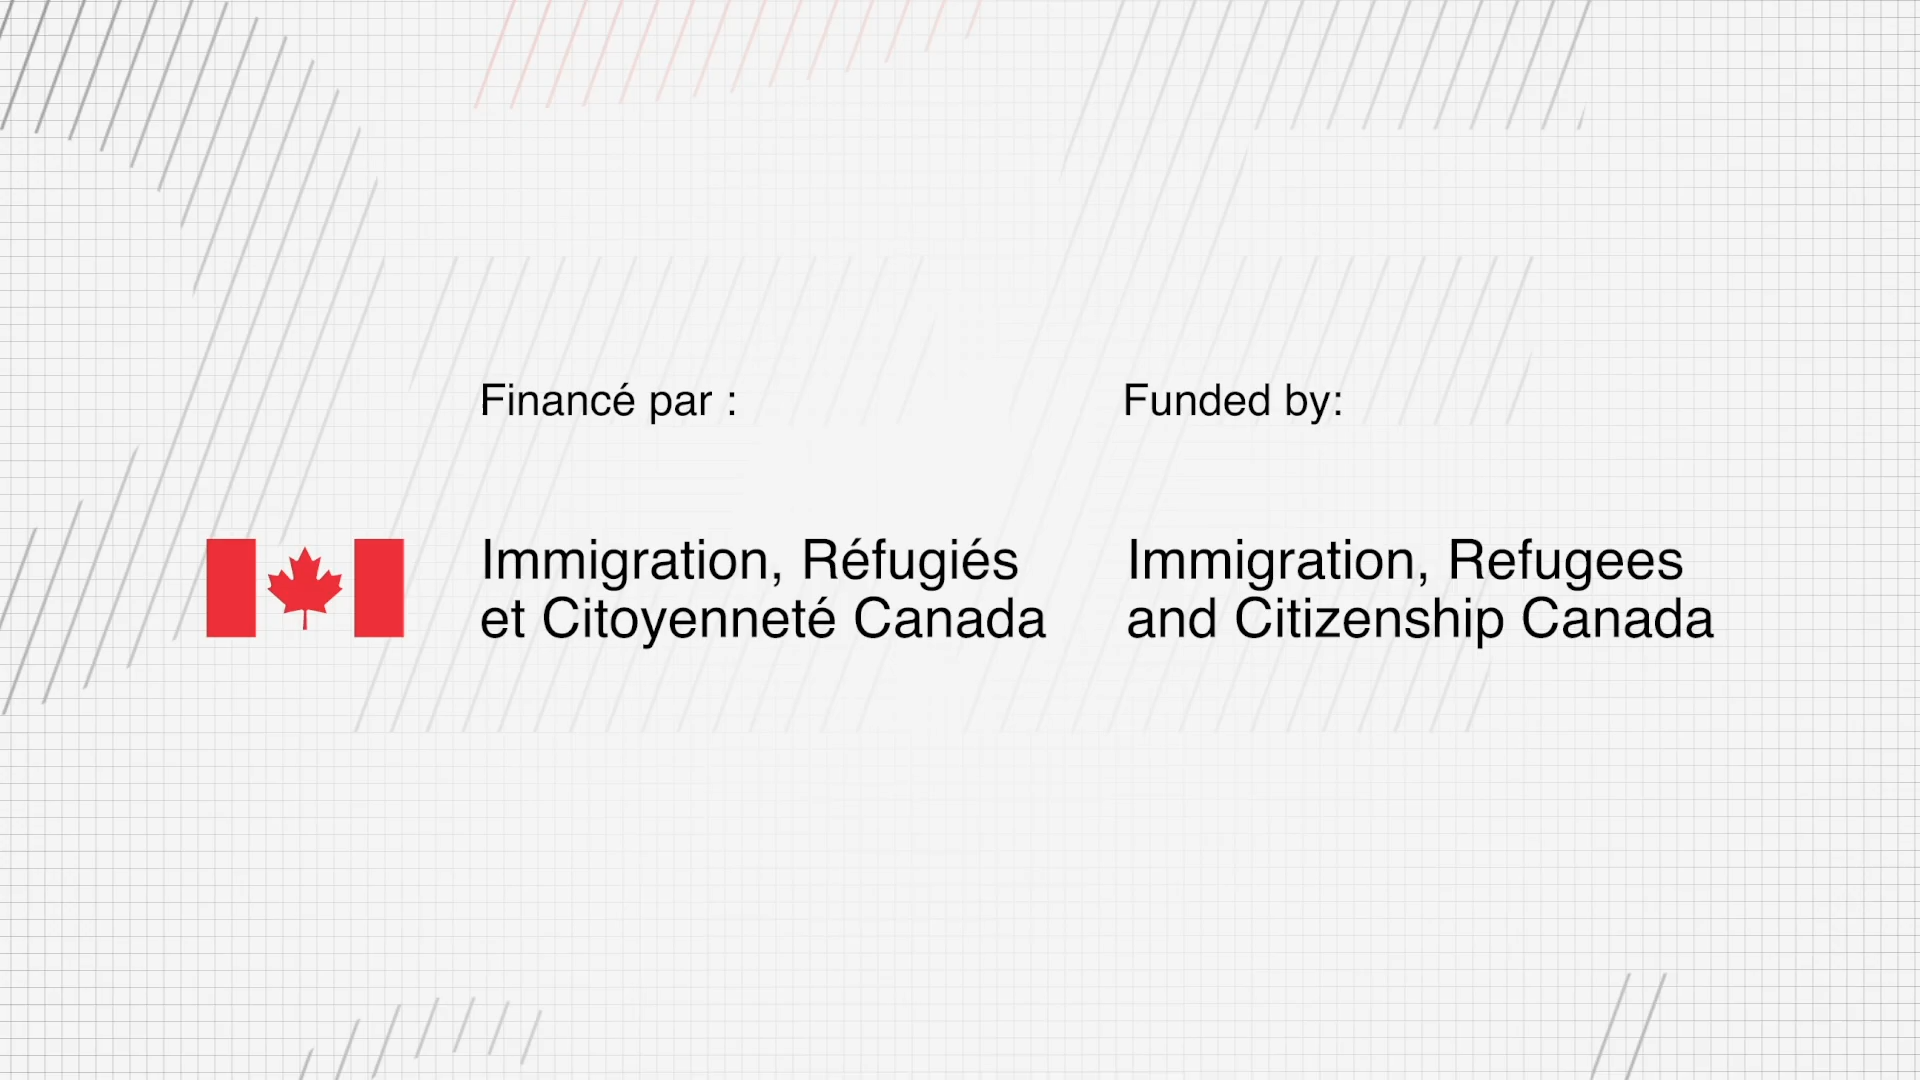 Financé par :
Funded by:
Immigration, Réfugiés
et Citoyenneté Canada
Immigration, Refugees
and Citizenship Canada